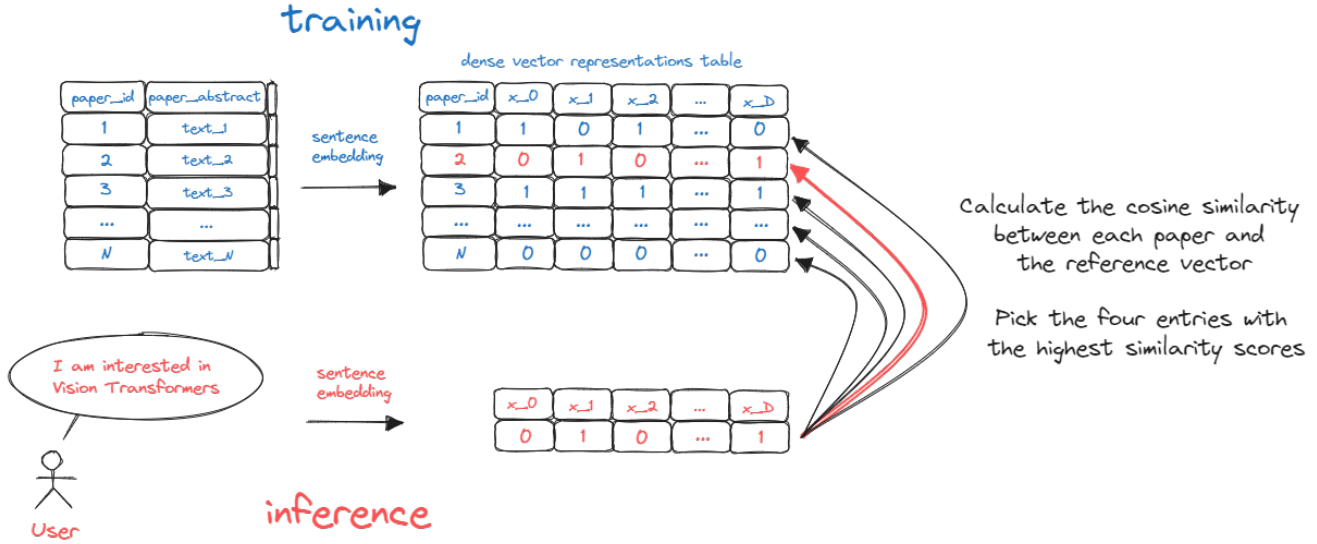 training
dense vector representations table
paper_id paper_abstract
1 text_1
2 text_2
3 text_3
... ...
N text_N
sentence
embedding
paper_id x_0 x_1 x_2 ... x_D
1 1 0 1 ... 0
2 0 1 0 ... 1
3 1 1 1 ... 1
... ... ... ... ... ...
N 0 0 0 ... 0
Calculate the cosine similarity
between each paper and
the reference vector
Pick the four entries with
the highest similarity scores
I am interested in
Vision Transformers
User
sentence
embedding
x_0 x_1 x_2 ... x_D
0 1 0 ... 1
inference